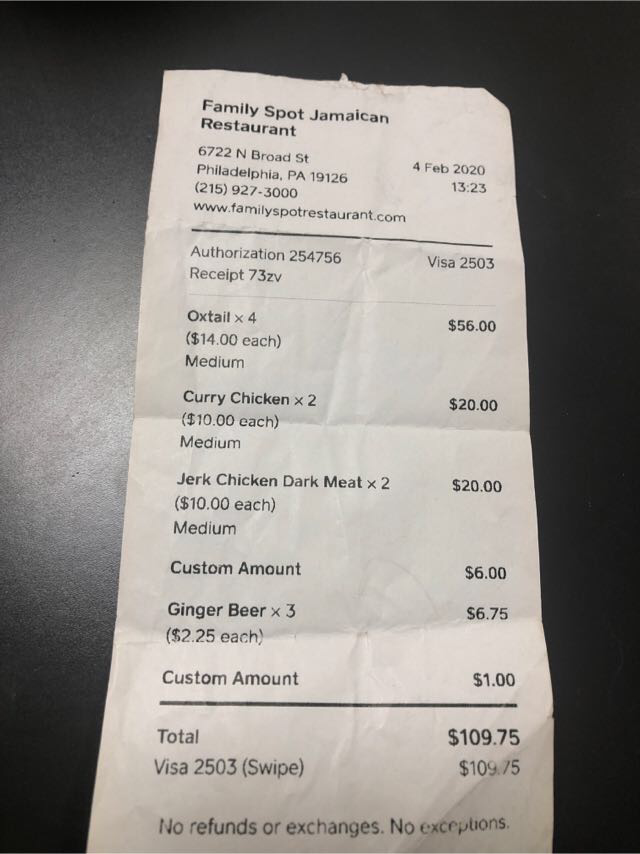 Family Spot Jamaican
Restaurant
6722 N Broad St
Philadelphia, PA 19126
(215) 927-3000
www.familyspotrestaurant.com
4 Feb 2020
13:23
Authorization 254756
Receipt 73zv
Visa 2503
Oxtail × 4 $56.00
($14.00 each)
Medium
Curry Chicken × 2 $20.00
($10.00 each)
Medium
Jerk Chicken Dark Meat × 2 $20.00
($10.00 each)
Medium
Custom Amount $6.00
Ginger Beer × 3 $6.75
($2.25 each)
Custom Amount $1.00
Total $109.75
Visa 2503 (Swipe) $109.75
No refunds or exchanges. No exceptions.